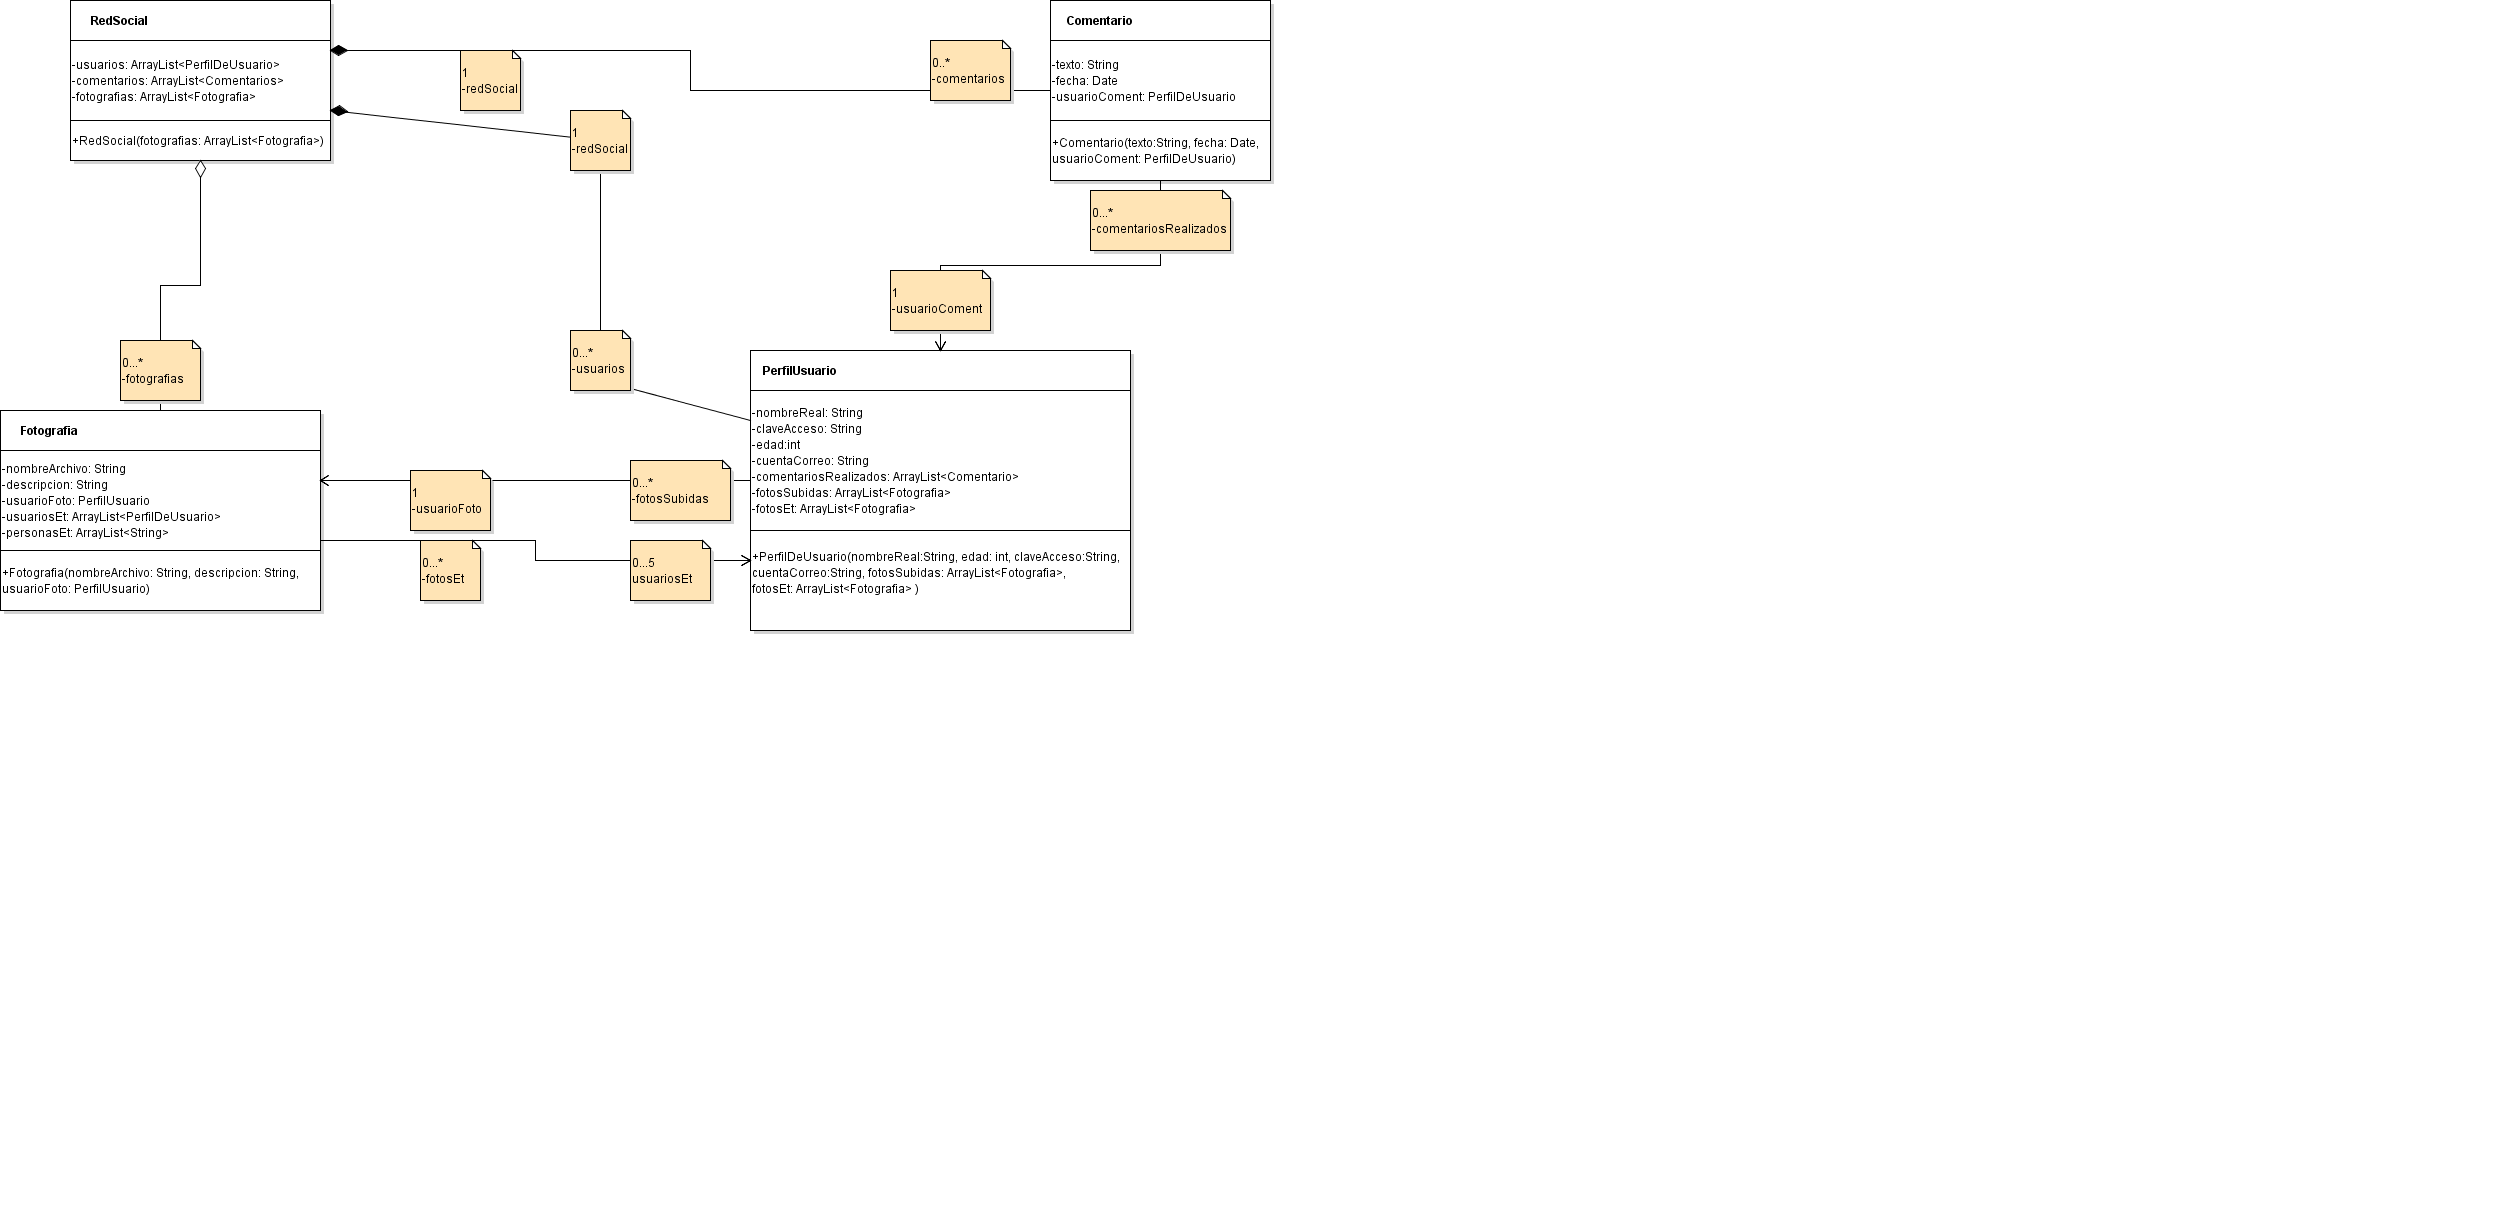 RedSocial
-usuarios: ArrayList<PerfilDeUsuario>
-comentarios: ArrayList<Comentarios>
-fotografias: ArrayList<Fotografia>
+RedSocial(fotografias: ArrayList<Fotografia>)
1
-redSocial
0..*
-comentarios
Comentario
-texto: String
-fecha: Date
-usuarioComent: PerfilDeUsuario
+Comentario(texto:String, fecha: Date,
usuarioComent: PerfilDeUsuario)
1
-redSocial
0...*
-comentariosRealizados
1
-usuarioComent
0...*
-fotografias
0...*
-usuarios
Fotografia
-nombreArchivo: String
-descripcion: String
-usuarioFoto: PerfilUsuario
-usuariosEt: ArrayList<PerfilDeUsuario>
-personasEt: ArrayList<String>
+Fotografia(nombreArchivo: String, descripcion: String,
usuarioFoto: PerfilUsuario)
1
-usuarioFoto
0...*
-fotosSubidas
0...*
-fotosEt
0...5
usuariosEt
PerfilUsuario
-nombreReal: String
-claveAcceso: String
-edad:int
-cuentaCorreo: String
-comentariosRealizados: ArrayList<Comentario>
-fotosSubidas: ArrayList<Fotografia>
-fotosEt: ArrayList<Fotografia>
+PerfilDeUsuario(nombreReal:String, edad: int, claveAcceso:String,
cuentaCorreo:String, fotosSubidas: ArrayList<Fotografia>,
fotosEt: ArrayList<Fotografia> )